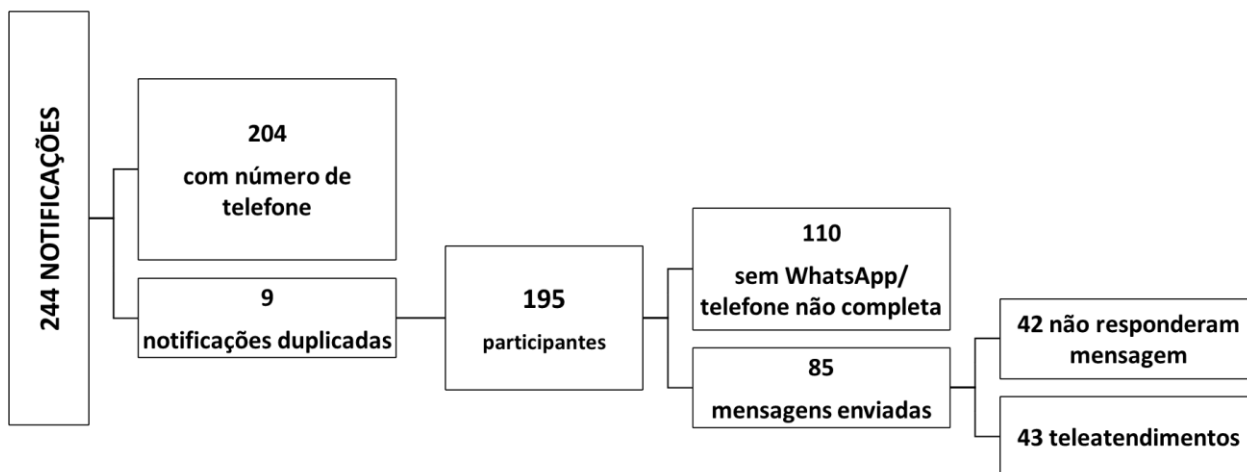 244 NOTIFICAÇÕES
204
com número de
telefone
9
notificações duplicadas
195
participantes
110
sem WhatsApp/
telefone não completa
85
mensagens enviadas
42 não responderam
mensagem
43 teleatendimentos